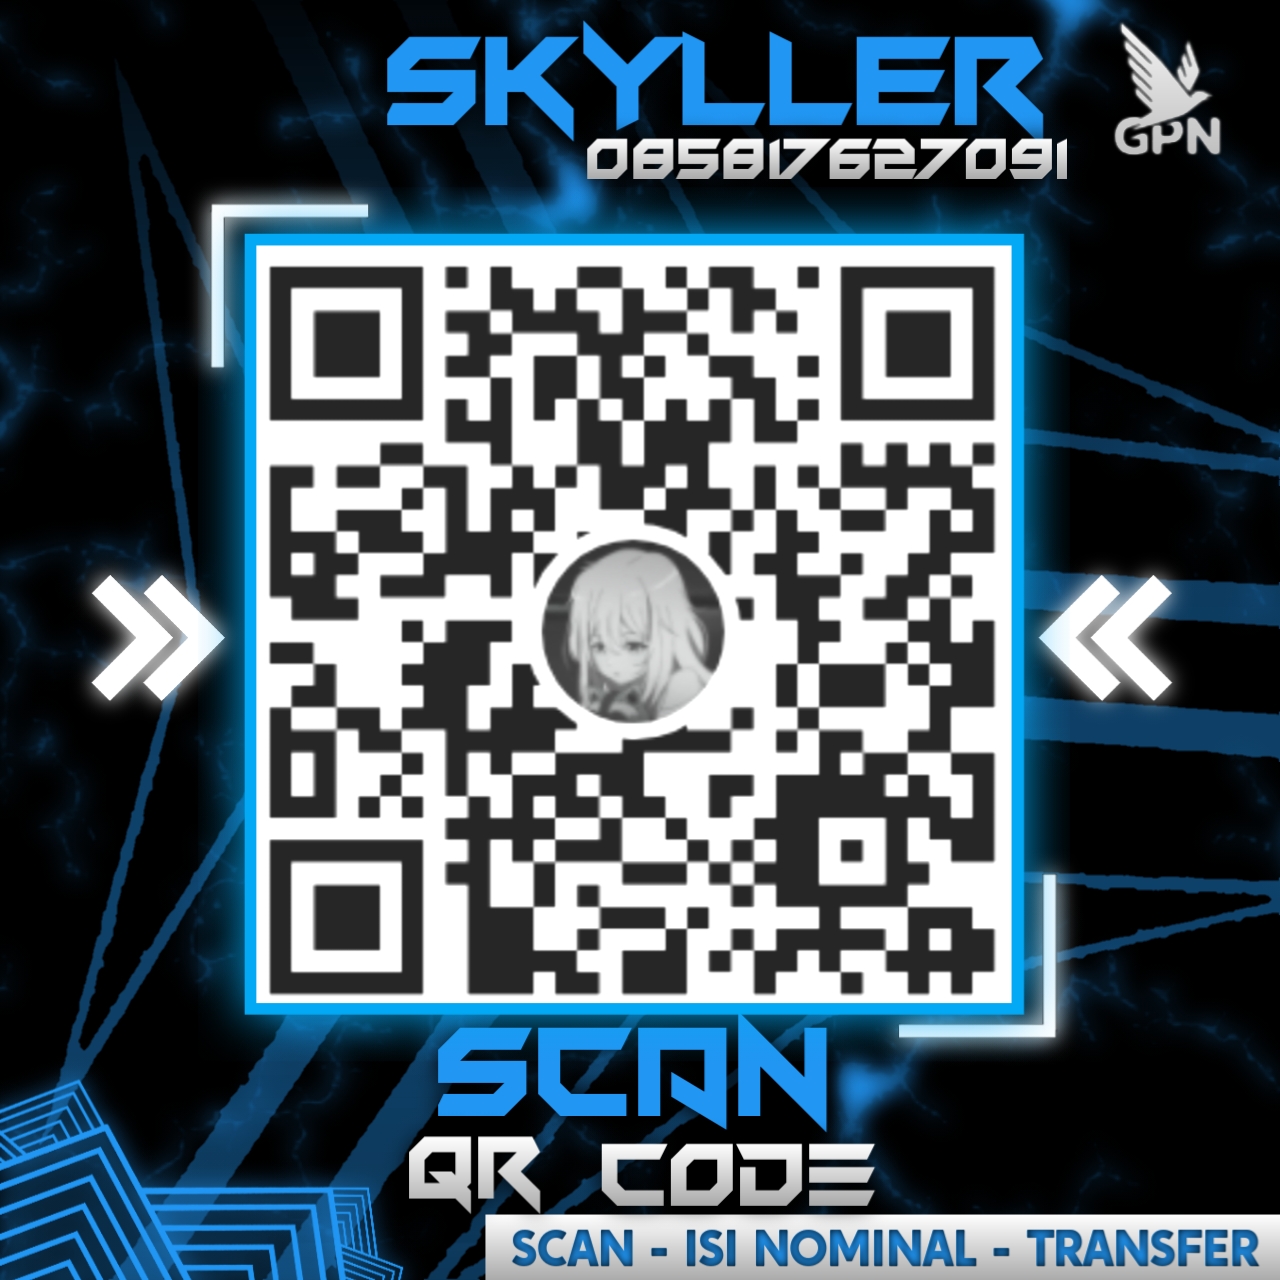 SKYLLER
085817627091
GPN
SCAN
QR CODE
SCAN - ISI NOMINAL - TRANSFER